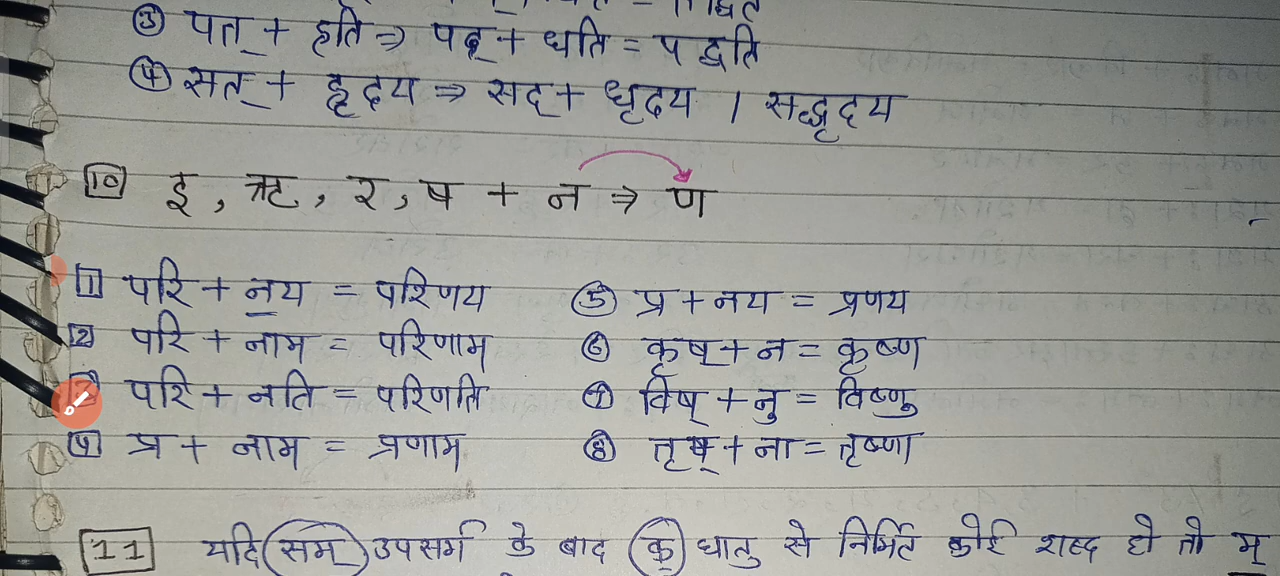 ③ पत् + हति ⇒ पद् + धति = पद्धति
④ सत् + हृदय ⇒ सद् + धृदय / सद्धृदय
10 इ, ऋ, र, ष + न ⇒ ण
1 परि + नय = परिणय ⑤ प्र + नय = प्रणय
2 परि + नाम = परिणाम ⑥ कृष् + न = कृष्ण
परि + नति = परिणति ⑦ विष् + नु = विष्णु
4 प्र + नाम = प्रणाम ⑧ तृष् + ना = तृष्णा
11 यदि सम् उपसर्ग के बाद कृ धातु से निर्मित कोई शब्द हो तो म्